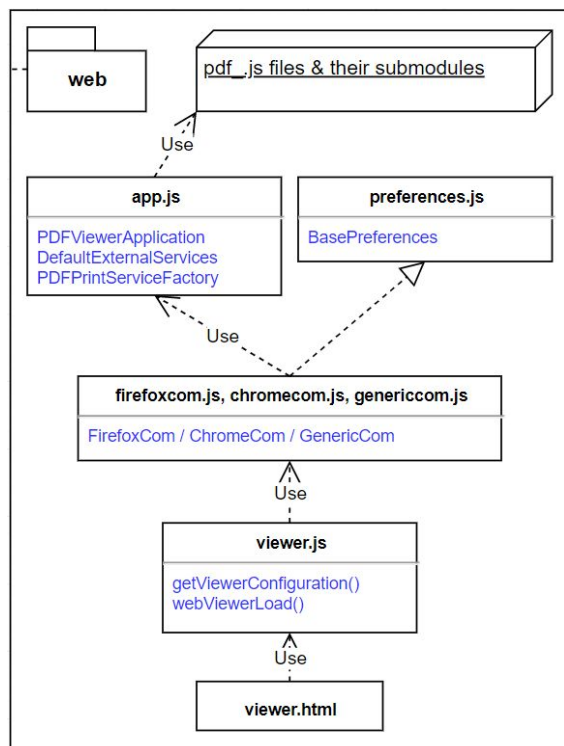 web
pdf_.js files & their submodules
Use
app.js
PDFViewerApplication
DefaultExternalServices
PDFPrintServiceFactory
preferences.js
BasePreferences
Use
firefoxcom.js, chromecom.js, genericcom.js
FirefoxCom / ChromeCom / GenericCom
Use
viewer.js
getViewerConfiguration()
webViewerLoad()
Use
viewer.html